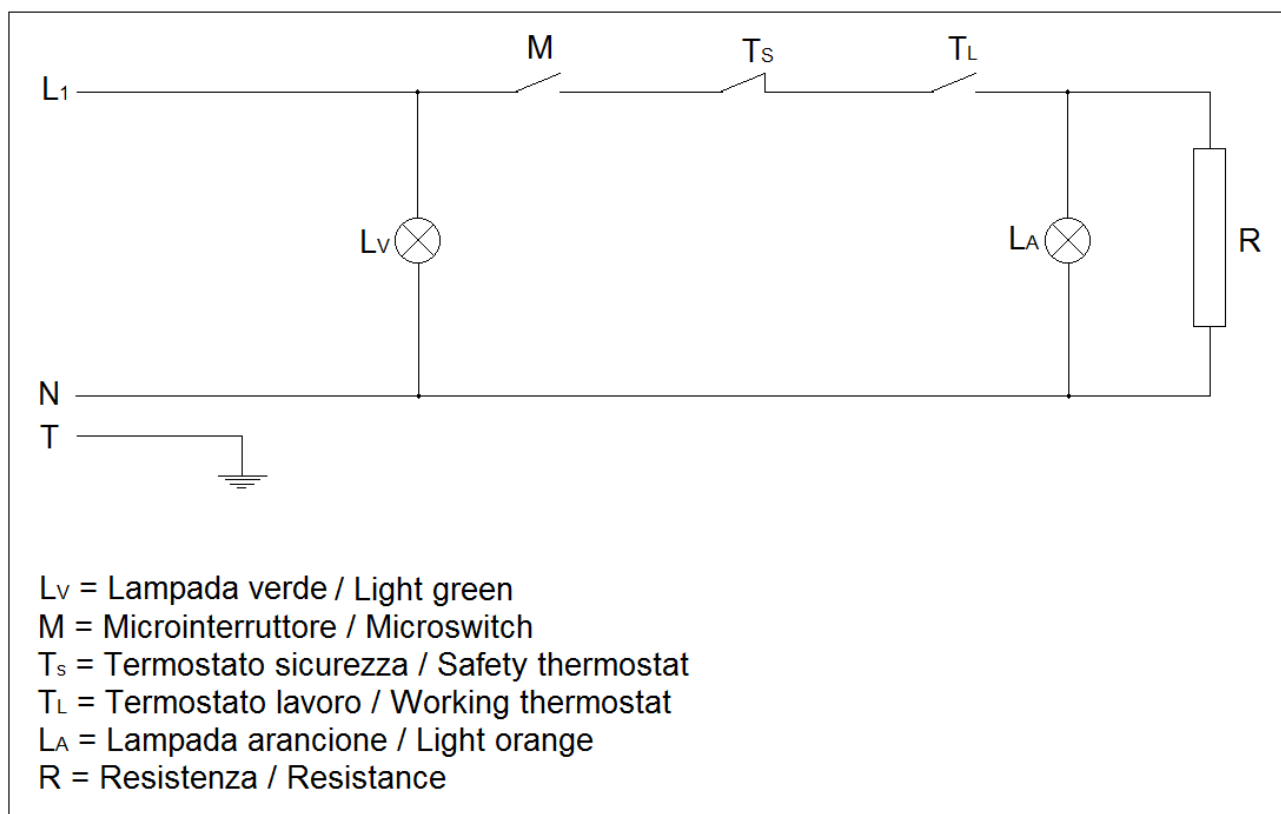 M TS TL
L1
LV LA R
N
T
LV = Lampada verde / Light green
M = Microinterruttore / Microswitch
Ts = Termostato sicurezza / Safety thermostat
TL = Termostato lavoro / Working thermostat
LA = Lampada arancione / Light orange
R = Resistenza / Resistance